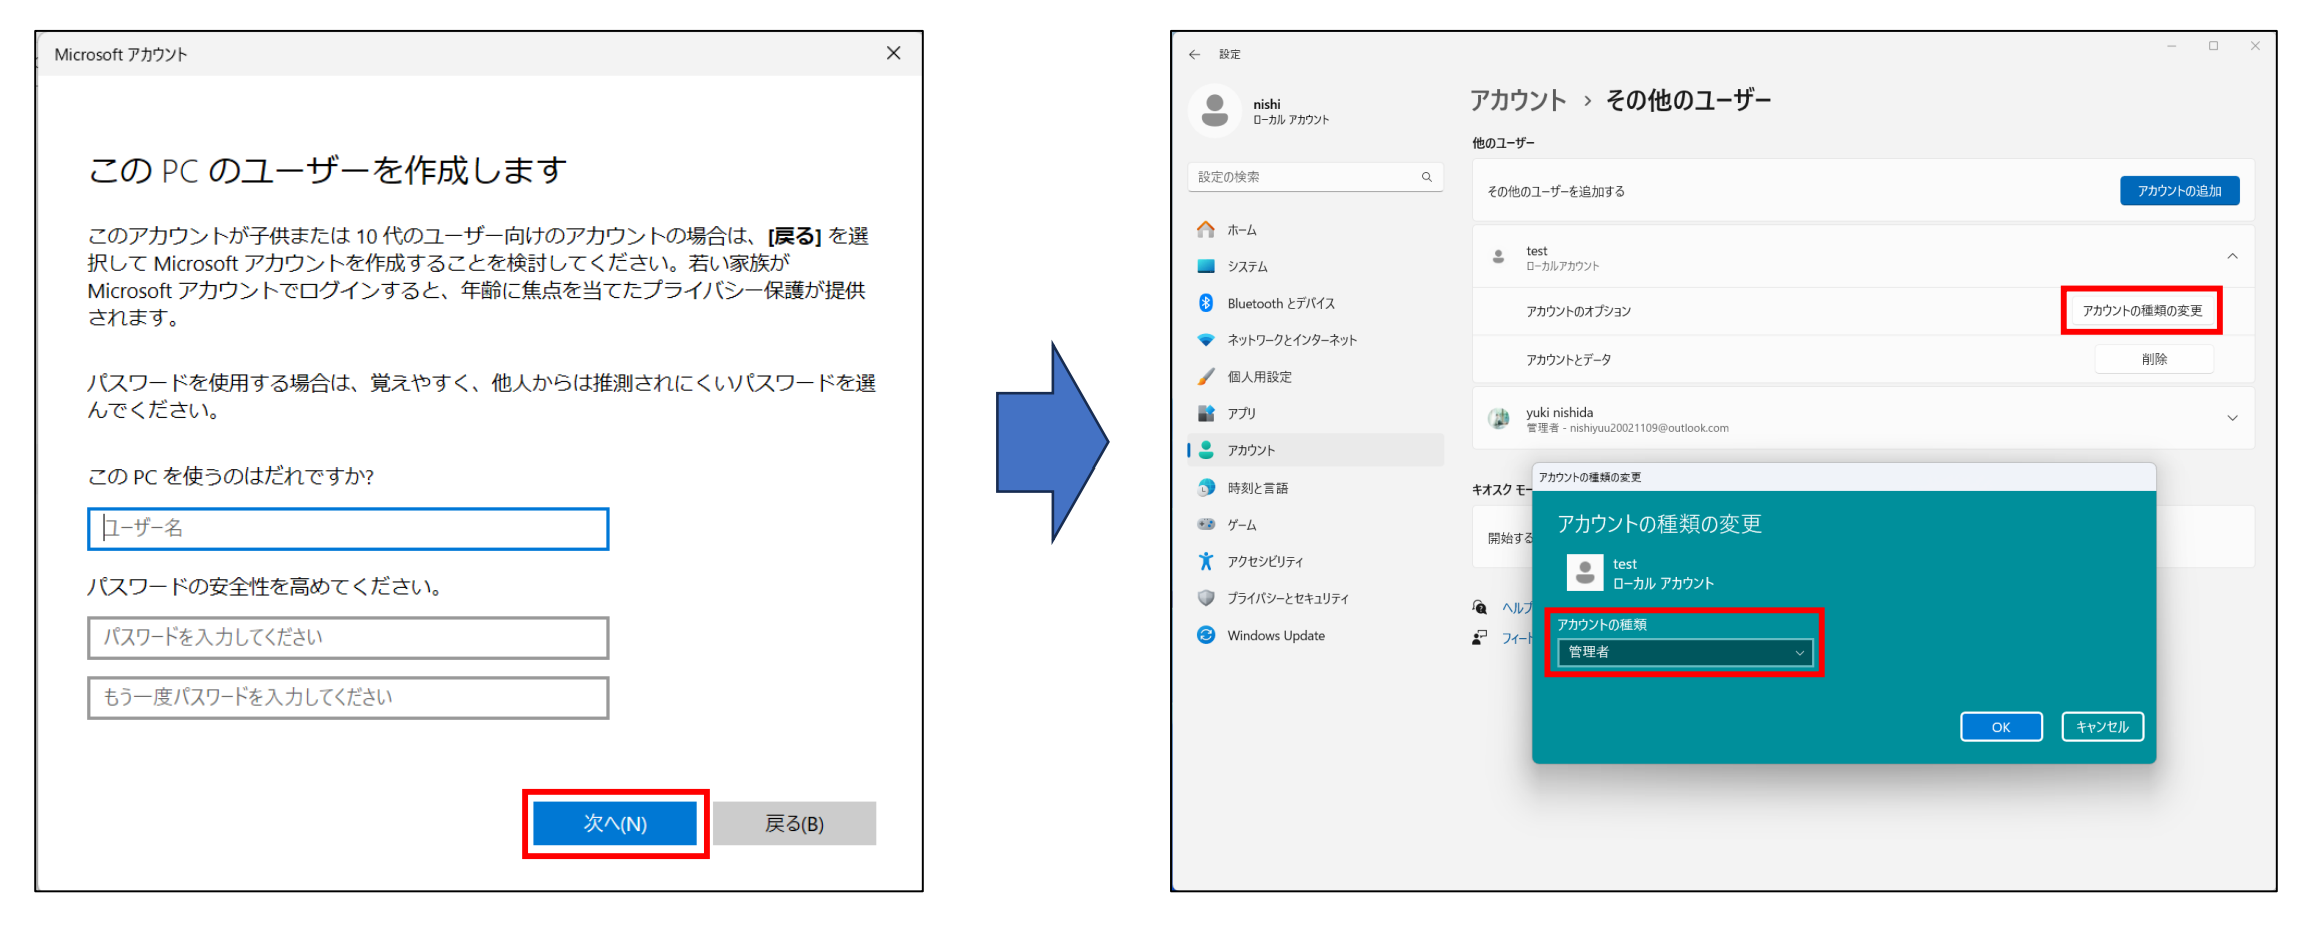 Microsoft アカウント
この PC のユーザーを作成します
このアカウントが子供または 10 代のユーザー向けのアカウントの場合は、[戻る] を選
択して Microsoft アカウントを作成することを検討してください。若い家族が
Microsoft アカウントでログインすると、年齢に焦点を当てたプライバシー保護が提供
されます。
パスワードを使用する場合は、覚えやすく、他人からは推測されにくいパスワードを選
んでください。
この PC を使うのはだれですか?
ユーザー名
パスワードの安全性を高めてください。
パスワードを入力してください
もう一度パスワードを入力してください
次へ(N)
戻る(B)
設定
nishi
ローカル アカウント
設定の検索
ホーム
システム
Bluetooth とデバイス
ネットワークとインターネット
個人用設定
アプリ
アカウント
時刻と言語
ゲーム
アクセシビリティ
プライバシーとセキュリティ
Windows Update
アカウント › その他のユーザー
他のユーザー
その他のユーザーを追加する
アカウントの追加
test
ローカルアカウント
アカウントのオプション
アカウントの種類の変更
アカウントとデータ
削除
yuki nishida
管理者 - nishiyuu20021109@outlook.com
キオスク モー
開始する
ヘルプ
フィート
アカウントの種類の変更
アカウントの種類の変更
test
ローカル アカウント
アカウントの種類
管理者
OK
キャンセル